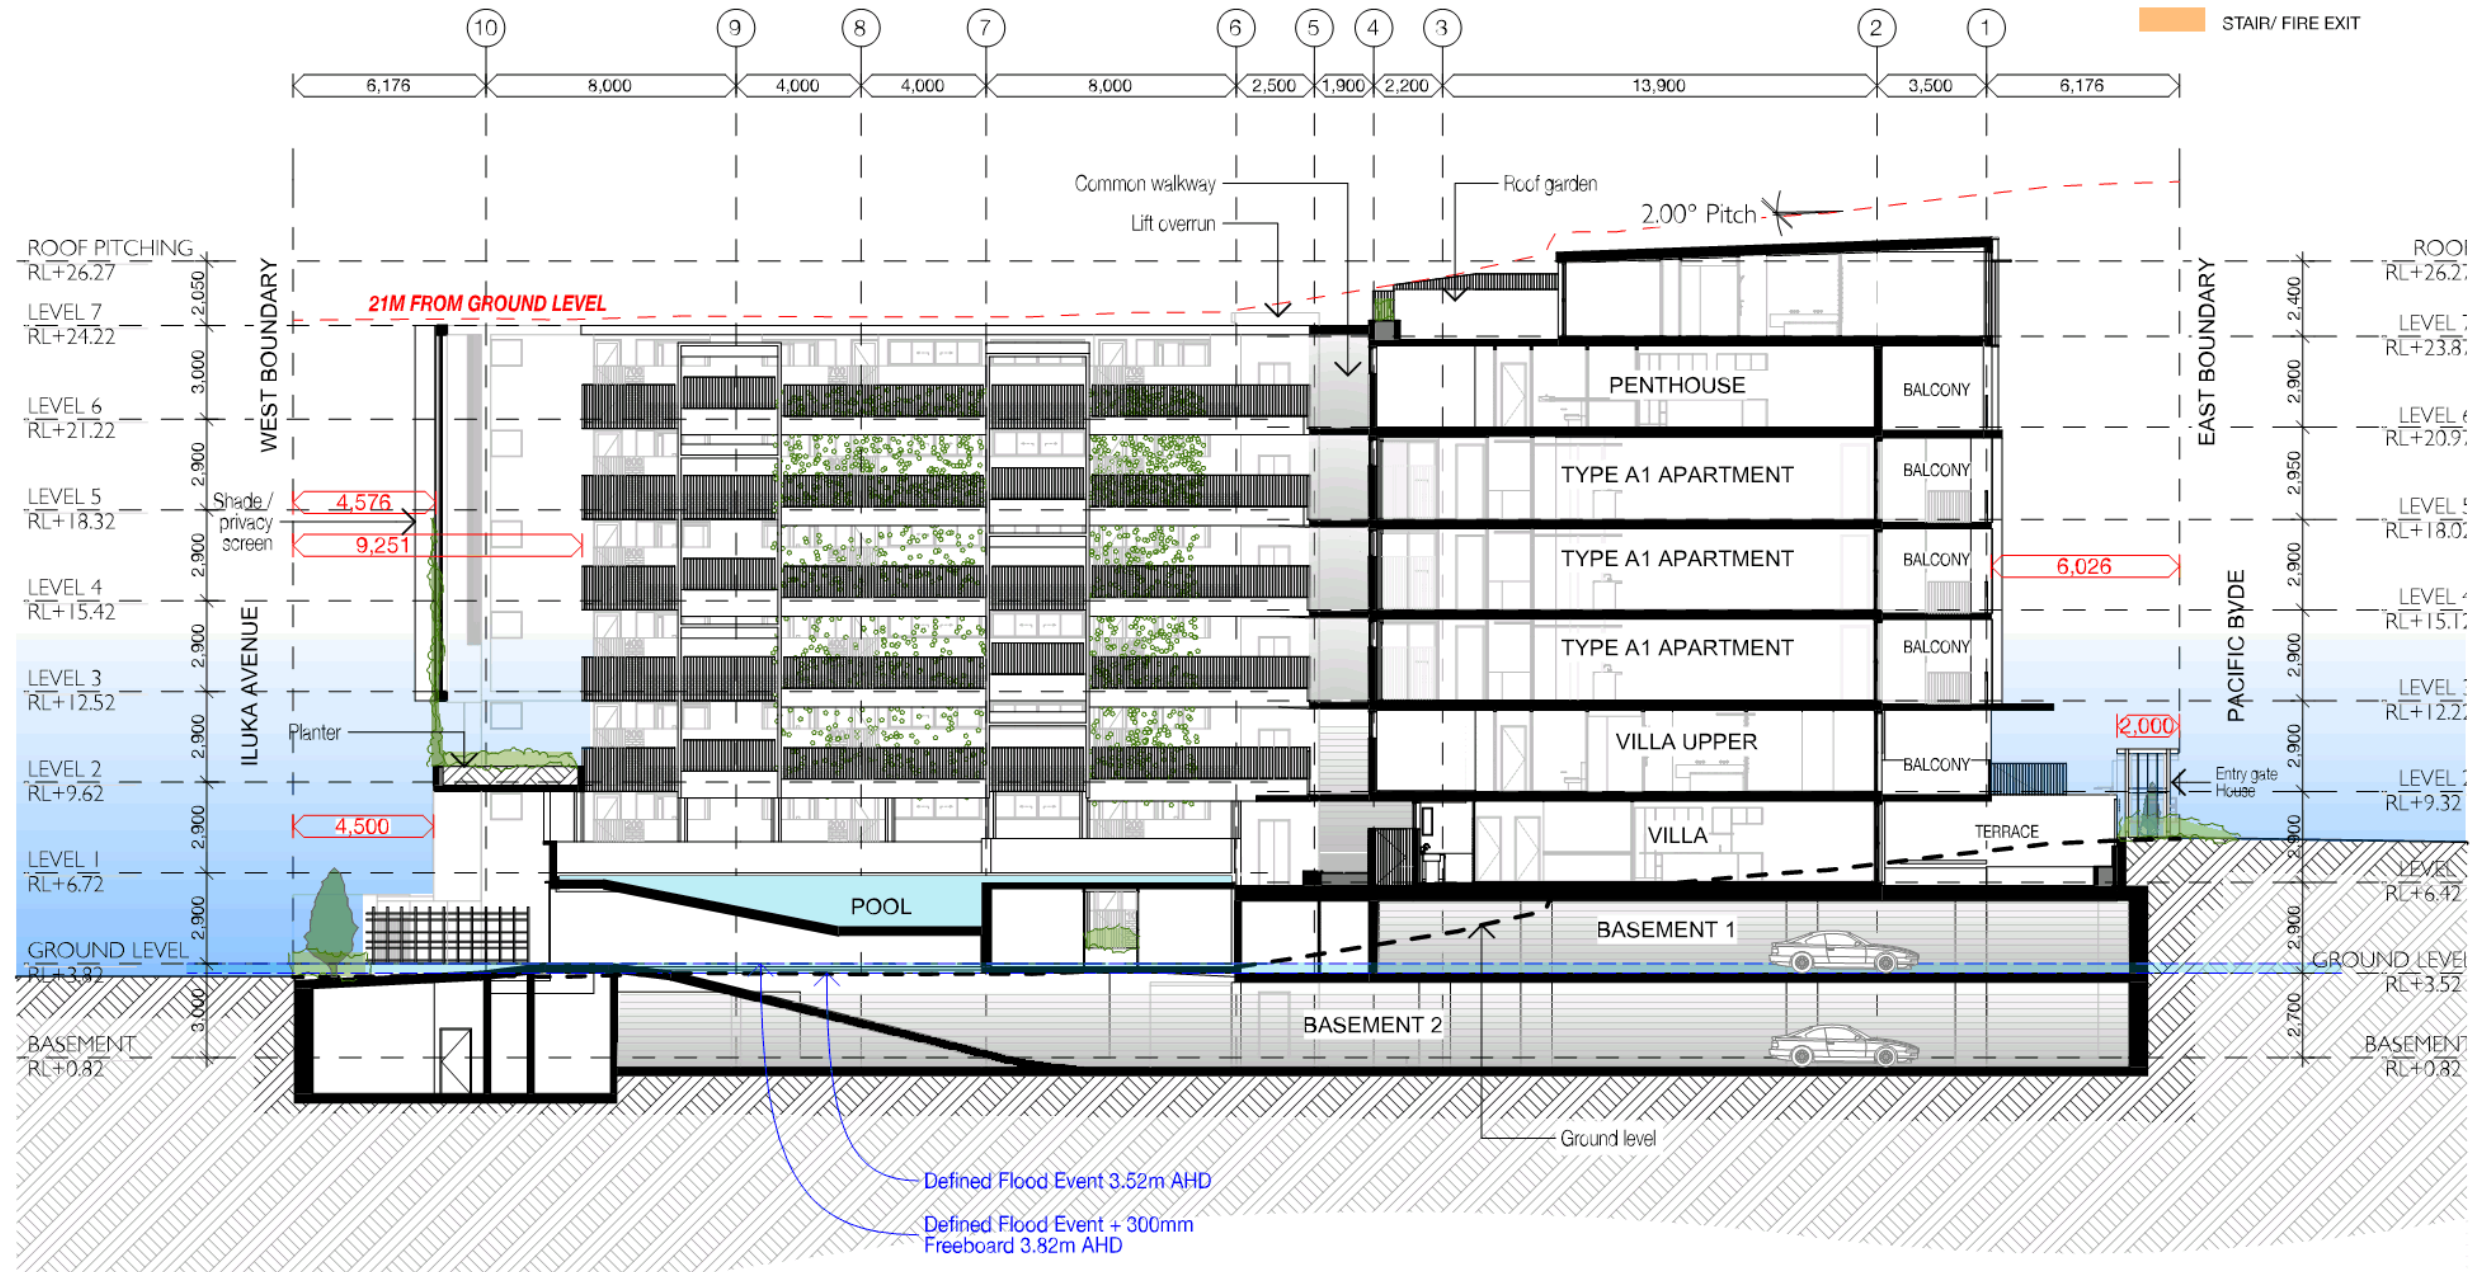 10
9
8
7
6
5
4
3
2
1
STAIR/ FIRE EXIT
6,176
8,000
4,000
4,000
8,000
2,500
1,900
2,200
13,900
3,500
6,176
Common walkway
Roof garden
Lift overrun
2.00° Pitch
ROOF PITCHING
RL+26.27
2,050
LEVEL 7
RL+24.22
3,000
LEVEL 6
RL+21.22
2,900
LEVEL 5
RL+18.32
2,900
LEVEL 4
RL+15.42
2,900
LEVEL 3
RL+12.52
2,900
LEVEL 2
RL+9.62
2,900
LEVEL 1
RL+6.72
2,900
GROUND LEVEL
RL+3.82
3,000
BASEMENT
RL+0.82
WEST BOUNDARY
ILUKA AVENUE
21M FROM GROUND LEVEL
Shade /
privacy
screen
4,576
9,251
Planter
4,500
PENTHOUSE
BALCONY
TYPE A1 APARTMENT
BALCONY
TYPE A1 APARTMENT
BALCONY
TYPE A1 APARTMENT
BALCONY
VILLA UPPER
BALCONY
VILLA
TERRACE
POOL
BASEMENT 1
BASEMENT 2
6,026
2,000
Entry gate
House
EAST BOUNDARY
PACIFIC BVDE
ROOF
RL+26.27
2,400
LEVEL 7
RL+23.87
2,900
LEVEL 6
RL+20.97
2,950
LEVEL 5
RL+18.02
2,900
LEVEL 4
RL+15.12
2,900
LEVEL 3
RL+12.22
2,900
LEVEL 2
RL+9.32
2,900
LEVEL
RL+6.42
2,900
GROUND LEVEL
RL+3.52
2,700
BASEMENT
RL+0.82
Ground level
Defined Flood Event 3.52m AHD
Defined Flood Event + 300mm
Freeboard 3.82m AHD